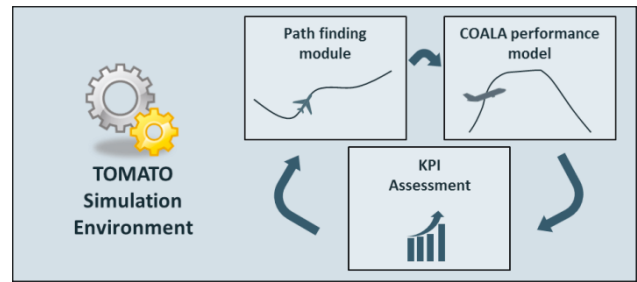 Path finding
module
COALA performance
model
TOMATO
Simulation
Environment
KPI
Assessment